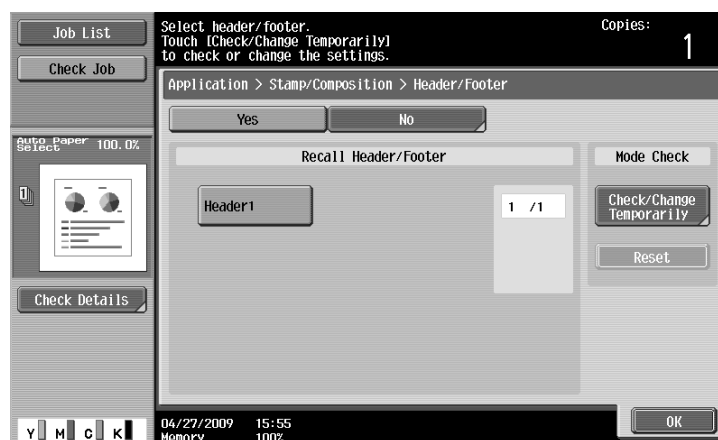 Job List
Check Job
Select header/footer.
Touch [Check/Change Temporarily]
to check or change the settings.
Copies:
1
Application > Stamp/Composition > Header/Footer
Yes
No
Auto Paper
Select
100.0%
1
Recall Header/Footer
Header1
1 /1
Mode Check
Check/Change
Temporarily
Reset
Check Details
OK
Y M C K
04/27/2009 15:55
Memory 100%